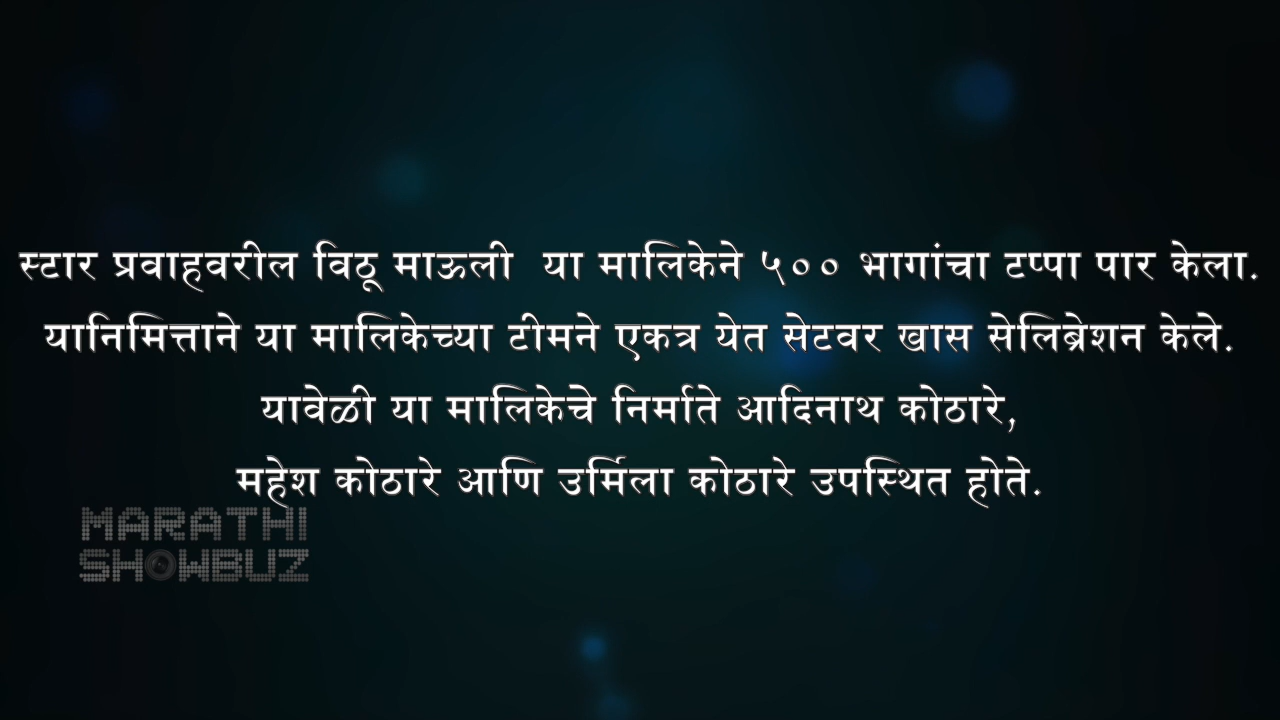 स्टार प्रवाहवरील विठू माऊली या मालिकेने ५०० भागांचा टप्पा पार केला.
यानिमित्ताने या मालिकेच्या टीमने एकत्र येत सेटवर खास सेलिब्रेशन केले.
यावेळी या मालिकेचे निर्माते आदिनाथ कोठारे,
महेश कोठारे आणि उर्मिला कोठारे उपस्थित होते.
MARATHI
SHOWBUZ